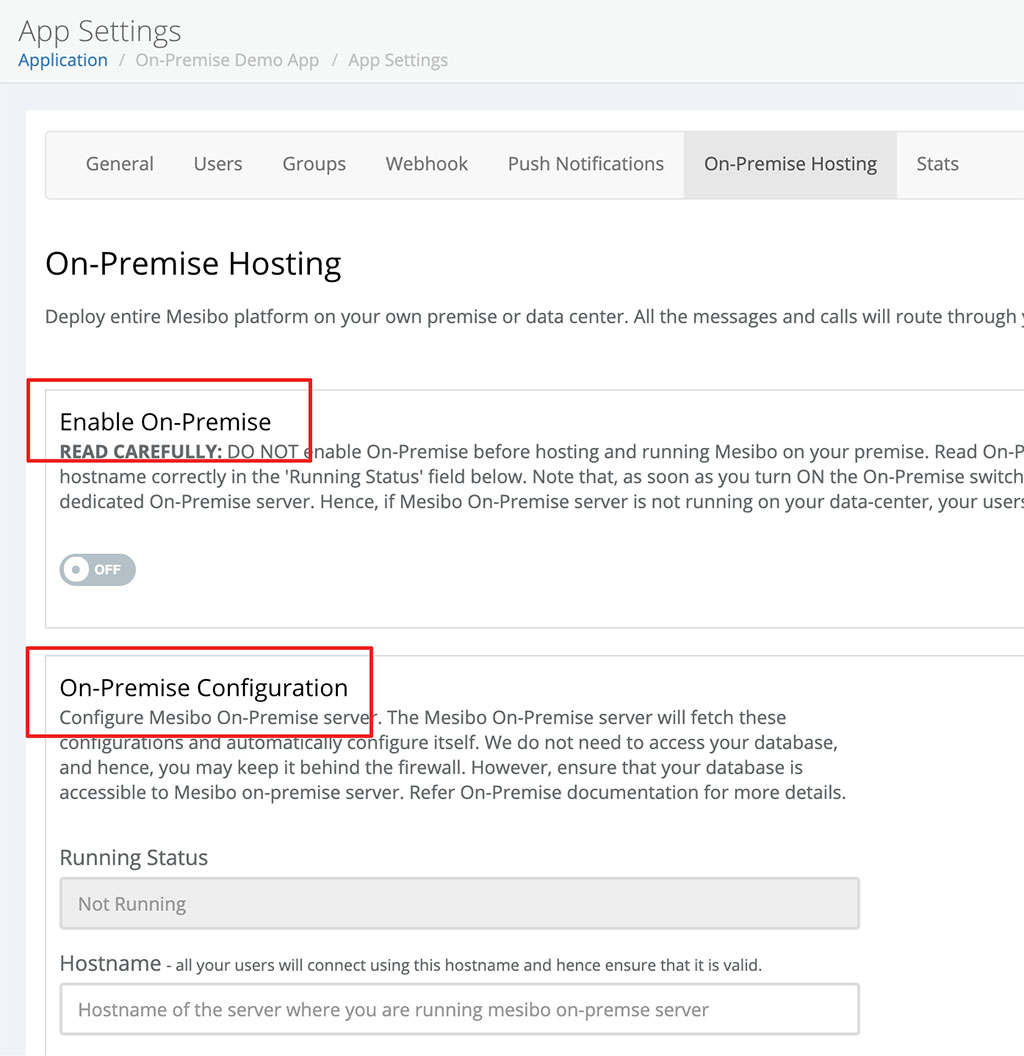 App Settings
Application / On-Premise Demo App / App Settings
General Users Groups Webhook Push Notifications On-Premise Hosting Stats
On-Premise Hosting
Deploy entire Mesibo platform on your own premise or data center. All the messages and calls will route through
Enable On-Premise
READ CAREFULLY: DO NOT enable On-Premise before hosting and running Mesibo on your premise. Read On-P
hostname correctly in the 'Running Status' field below. Note that, as soon as you turn ON the On-Premise switch
dedicated On-Premise server. Hence, if Mesibo On-Premise server is not running on your data-center, your users
OFF
On-Premise Configuration
Configure Mesibo On-Premise server. The Mesibo On-Premise server will fetch these
configurations and automatically configure itself. We do not need to access your database,
and hence, you may keep it behind the firewall. However, ensure that your database is
accessible to Mesibo on-premise server. Refer On-Premise documentation for more details.
Running Status
Not Running
Hostname - all your users will connect using this hostname and hence ensure that it is valid.
Hostname of the server where you are running mesibo on-premse server